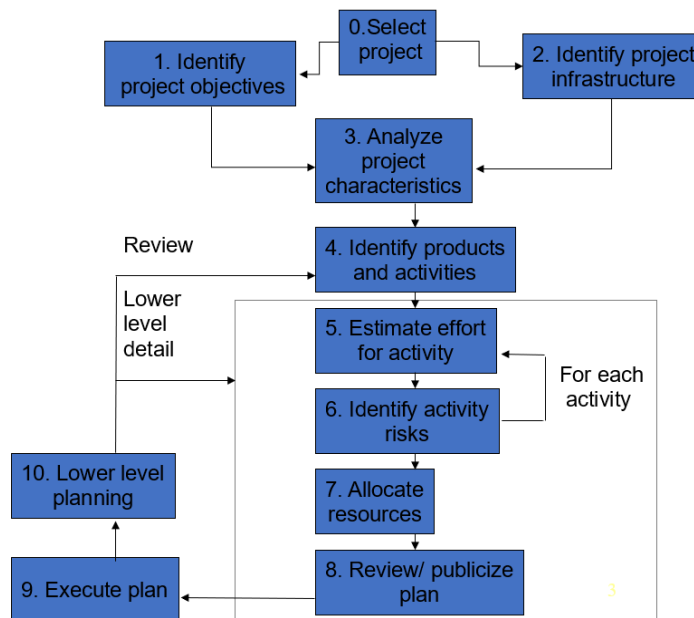 0.Select
project
1. Identify
project objectives
2. Identify project
infrastructure
3. Analyze
project
characteristics
Review
4. Identify products
and activities
Lower
level
detail
5. Estimate effort
for activity
For each
activity
6. Identify activity
risks
10. Lower level
planning
7. Allocate
resources
8. Review/ publicize
plan
9. Execute plan
3